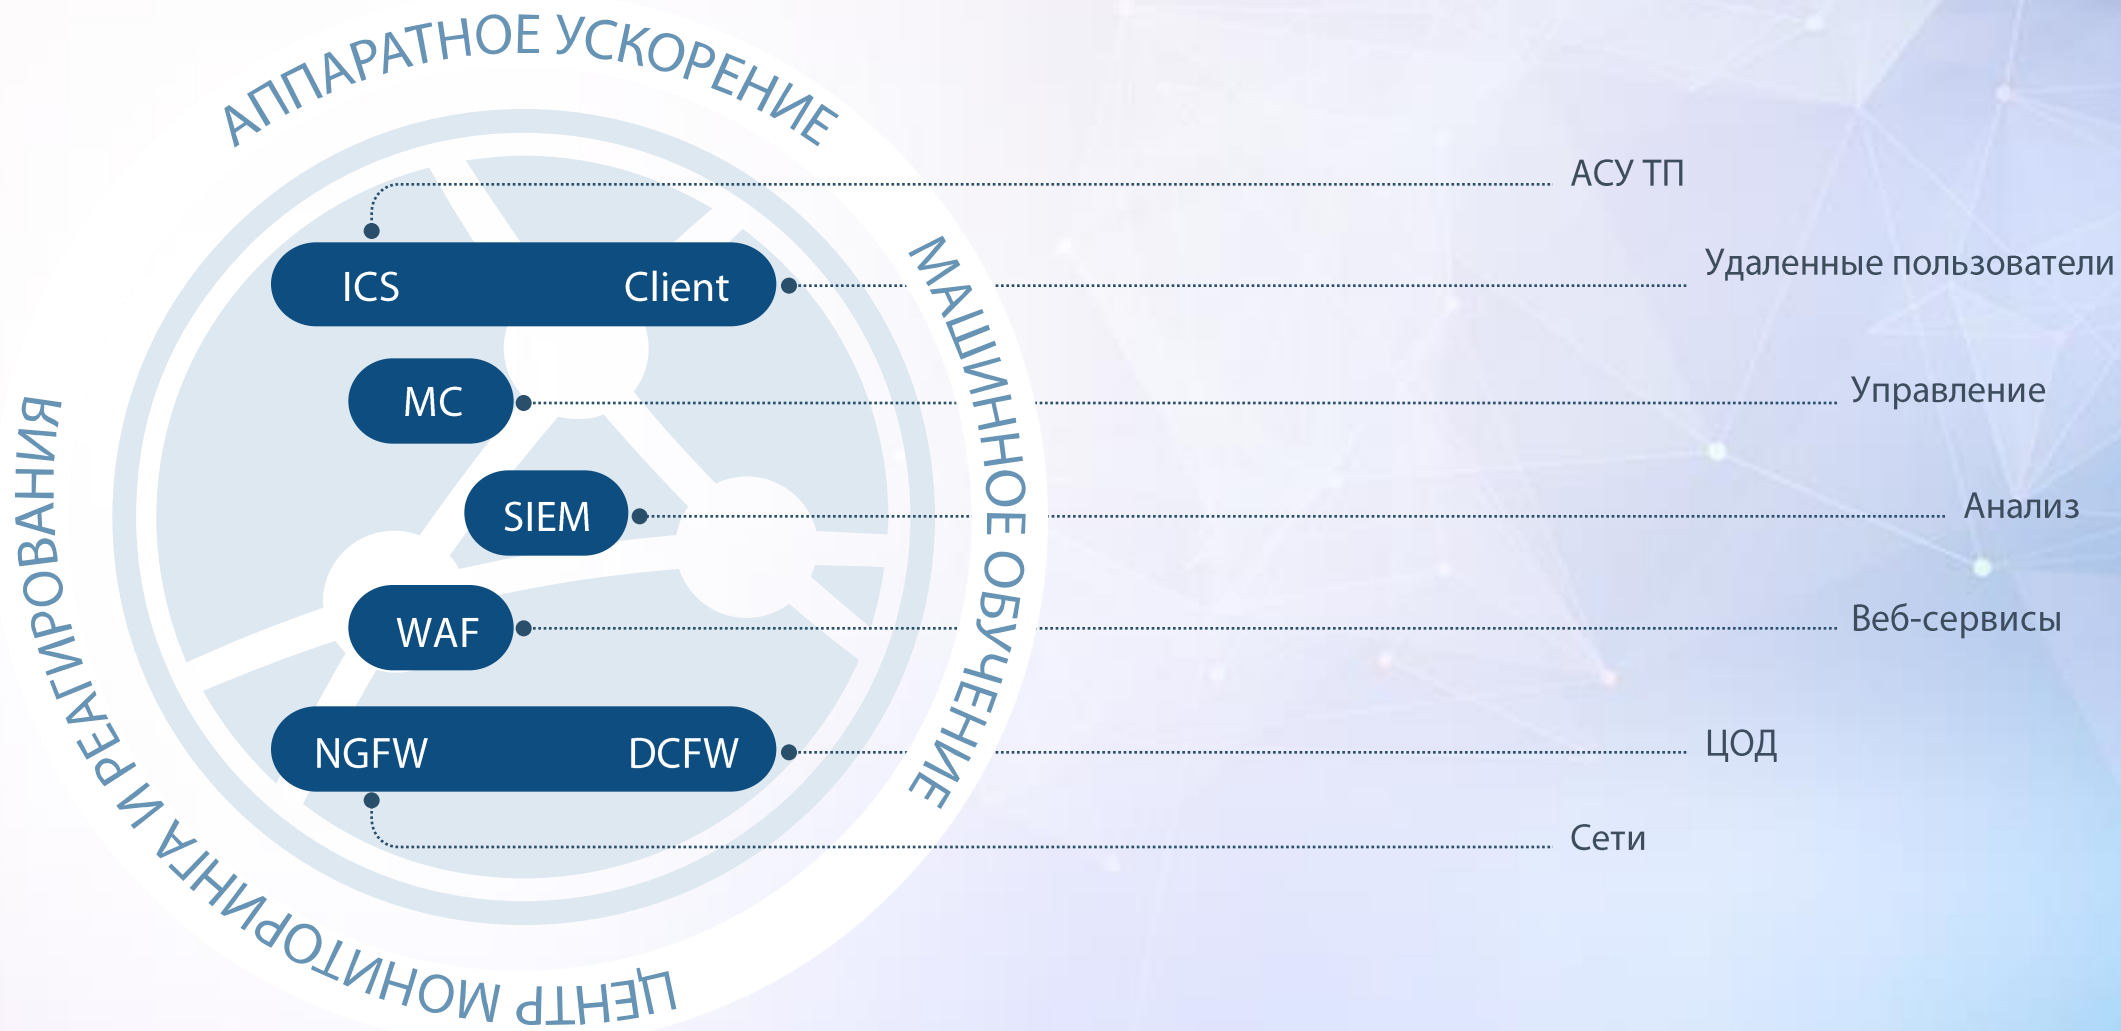 АППАРАТНОЕ УСКОРЕНИЕ
МАШИННОЕ ОБУЧЕНИЕ
ЦЕНТР МОНИТОРИНГА И РЕАГИРОВАНИЯ
АСУ ТП
ICS Client
Удаленные пользователи
MC
Управление
SIEM
Анализ
WAF
Веб-сервисы
NGFW DCFW
ЦОД
Сети